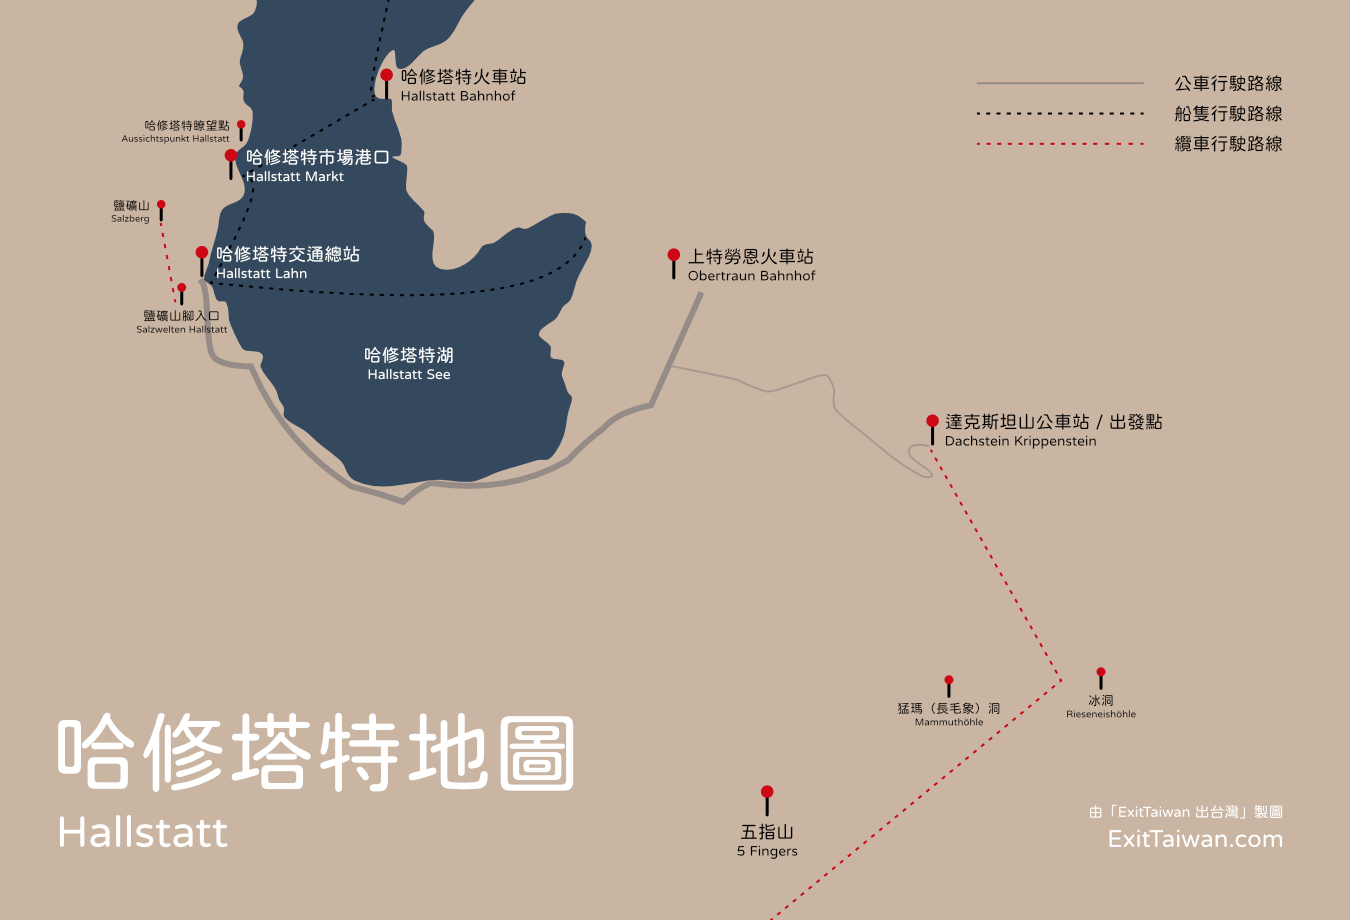 哈修塔特火車站
Hallstatt Bahnhof
公車行駛路線
船隻行駛路線
纜車行駛路線
哈修塔特瞭望點
Aussichtspunkt Hallstatt
哈修塔特市場港口
Hallstatt Markt
鹽礦山
Salzberg
哈修塔特交通總站
Hallstatt Lahn
上特勞恩火車站
Obertraun Bahnhof
鹽礦山腳入口
Salzwelten Hallstatt
哈修塔特湖
Hallstatt See
達克斯坦山公車站 / 出發點
Dachstein Krippenstein
猛瑪（長毛象）洞
Mammuthöhle
冰洞
Rieseneishöhle
哈修塔特地圖
Hallstatt
五指山
5 Fingers
由「ExitTaiwan 出台灣」製圖
ExitTaiwan.com